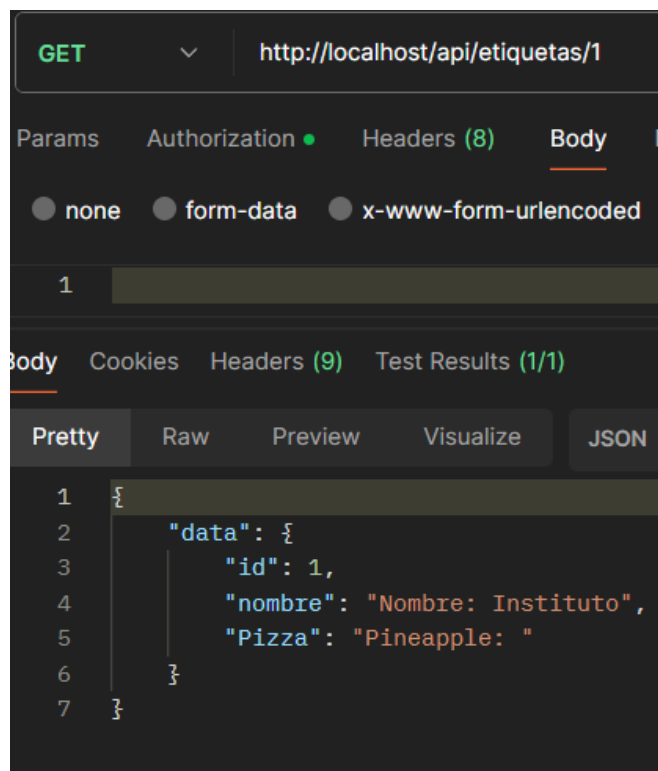 GET http://localhost/api/etiquetas/1
Params Authorization Headers (8) Body
none form-data x-www-form-urlencoded
1
Body Cookies Headers (9) Test Results (1/1)
Pretty Raw Preview Visualize JSON
1 {
2 "data": {
3 "id": 1,
4 "nombre": "Nombre: Instituto",
5 "Pizza": "Pineapple: "
6 }
7 }